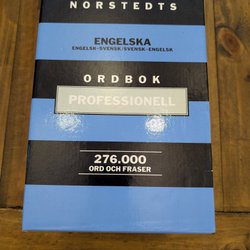 NORSTEDTS
ENGELSKA
ENGELSK-SVENSK/SVENSK-ENGELSK
ORDBOK
PROFESSIONELL
276.000
ORD OCH FRASER